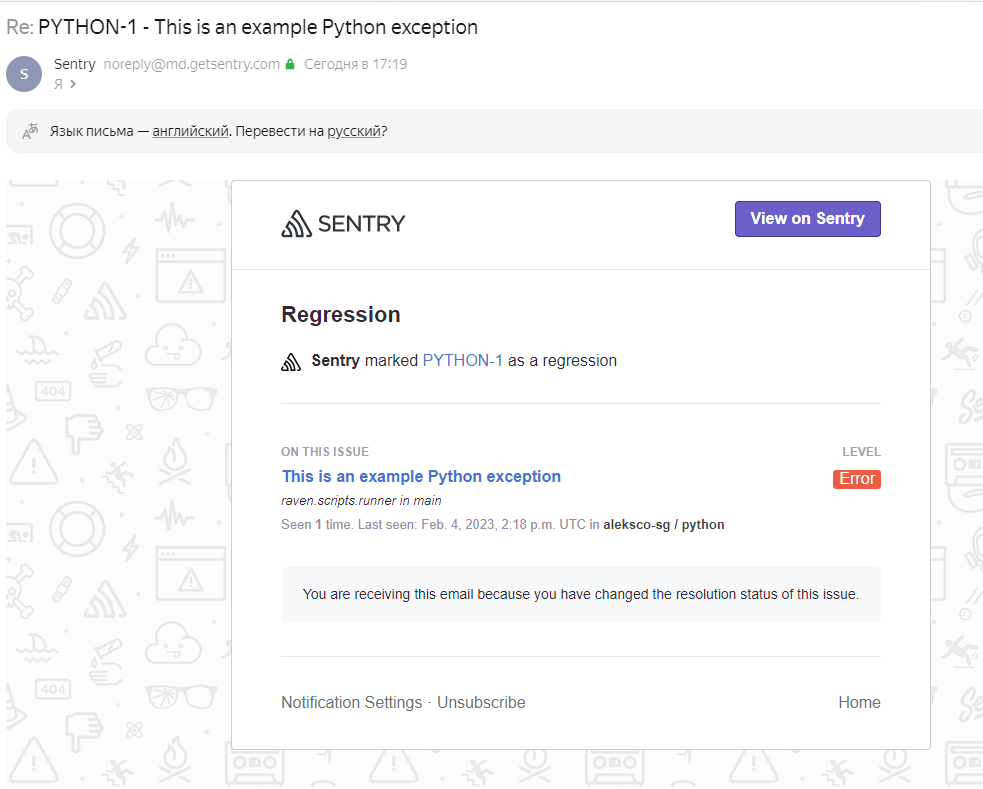 Re: PYTHON-1 - This is an example Python exception
S
Sentry noreply@md.getsentry.com Сегодня в 17:19
Я >
Язык письма — английский. Перевести на русский?
SENTRY
View on Sentry
Regression
Sentry marked PYTHON-1 as a regression
ON THIS ISSUE
LEVEL
This is an example Python exception
Error
raven.scripts.runner in main
Seen 1 time. Last seen: Feb. 4, 2023, 2:18 p.m. UTC in aleksco-sg / python
You are receiving this email because you have changed the resolution status of this issue.
Notification Settings · Unsubscribe
Home
404
404